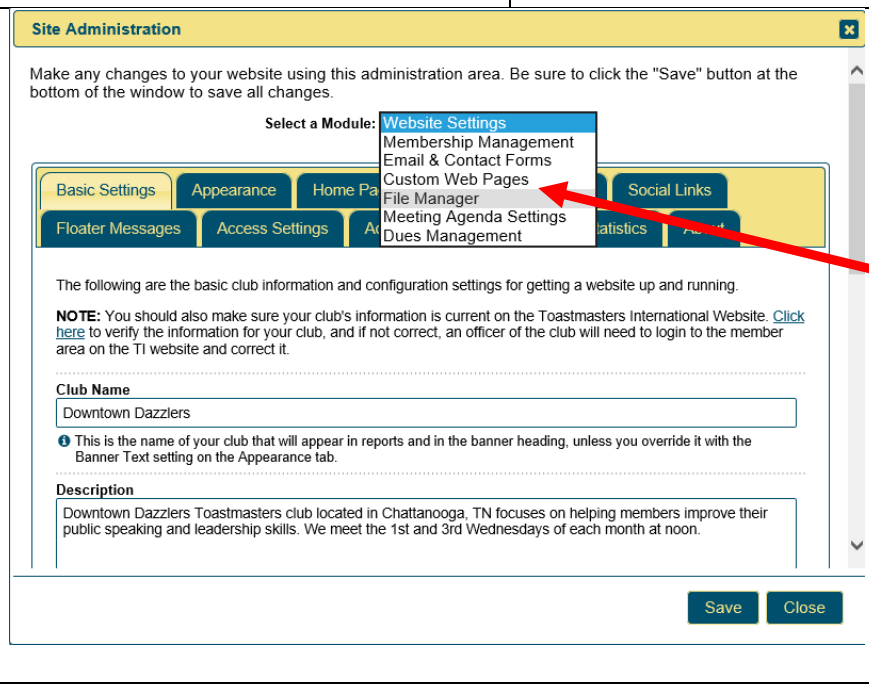 Site Administration
Make any changes to your website using this administration area. Be sure to click the "Save" button at the
bottom of the window to save all changes.
Select a Module: Website Settings
Membership Management
Email & Contact Forms
Custom Web Pages
File Manager
Meeting Agenda Settings
Dues Management
Basic Settings Appearance Home Social Links
Floater Messages Access Settings
The following are the basic club information and configuration settings for getting a website up and running.
NOTE: You should also make sure your club's information is current on the Toastmasters International Website. Click
here to verify the information for your club, and if not correct, an officer of the club will need to login to the member
area on the TI website and correct it.
Club Name
Downtown Dazzlers
This is the name of your club that will appear in reports and in the banner heading, unless you override it with the
Banner Text setting on the Appearance tab.
Description
Downtown Dazzlers Toastmasters club located in Chattanooga, TN focuses on helping members improve their
public speaking and leadership skills. We meet the 1st and 3rd Wednesdays of each month at noon.
Save Close